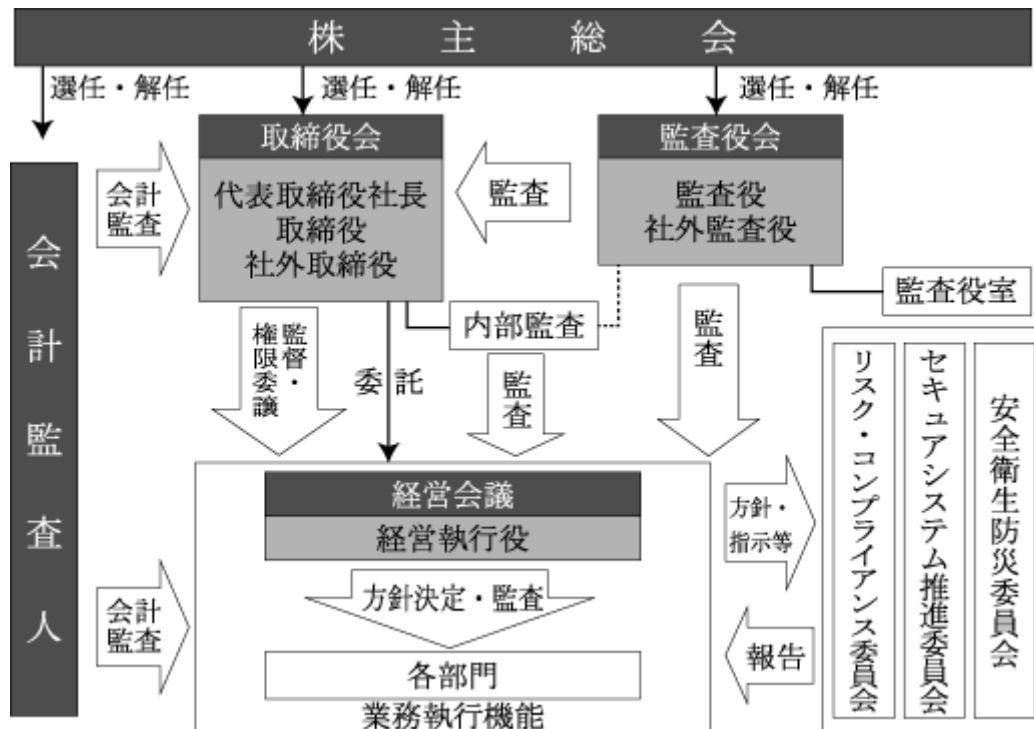 株主総会
選任・解任
選任・解任
選任・解任
取締役会
代表取締役社長
取締役
社外取締役
監査役会
監査役
社外監査役
会計
監査
監査
会計監査人
監査役室
内部監査
監督・
権限委譲
委託
監査
監査
経営会議
経営執行役
方針決定・監査
各部門
業務執行機能
会計
監査
方針・
指示等
報告
リスク・コンプライアンス委員会
セキュアシステム推進委員会
安全衛生防災委員会